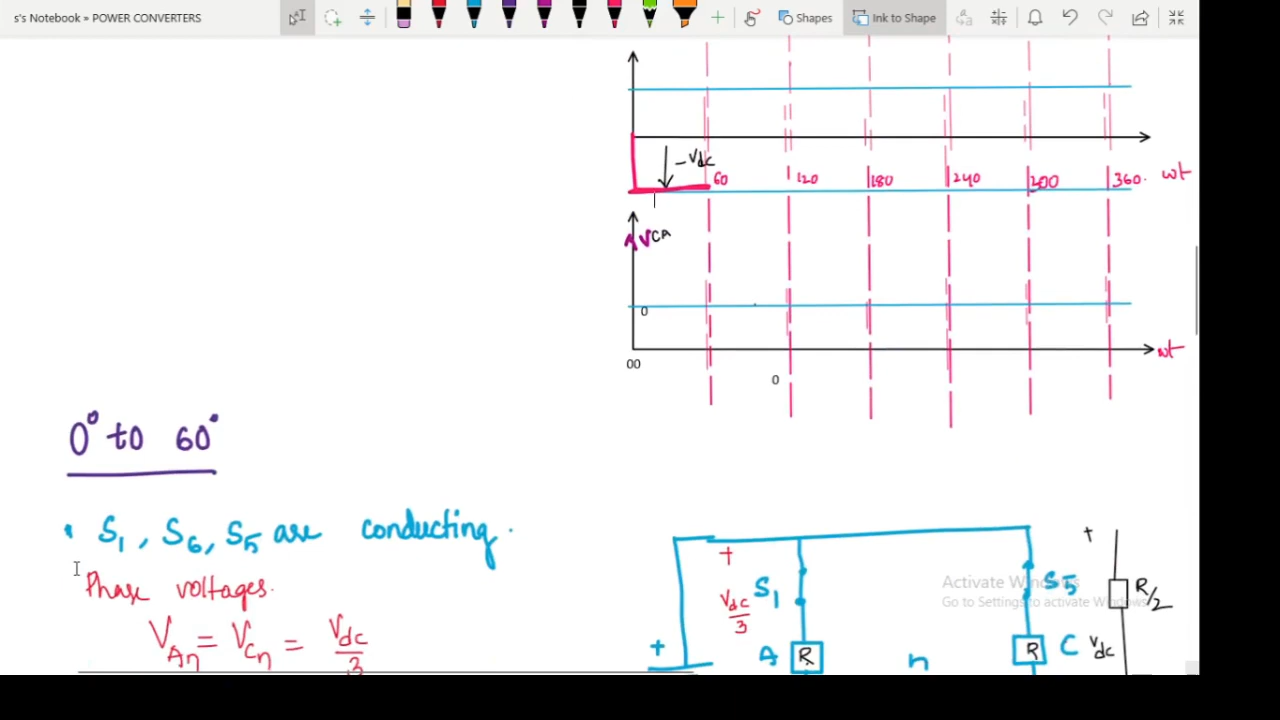 s's Notebook » POWER CONVERTERS
Shapes
Ink to Shape
-Vdc
60 120 180 240 300 360. wt
VCA
0
00
wt
0
0° to 60°
• S1, S6, S5 are conducting.
Phase voltages.
VAn = VCn = Vdc/3
+ +
S1 S5 R/2
Vdc/3
Activate Windows
Go to Settings to activate Windows.
+ A R n R C Vdc